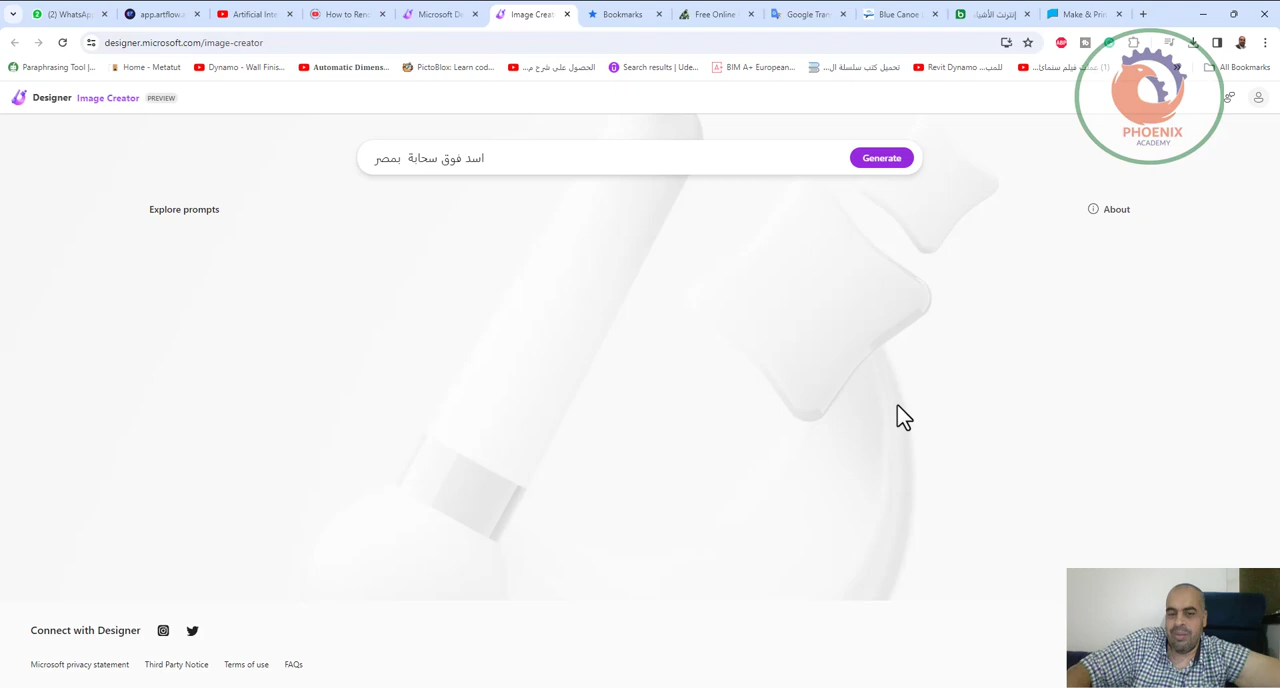 (2) WhatsAp
app.artflow.
Artificial Inte
How to Ren
Microsoft De
Image Creat
Bookmarks
Free Online
Google Tran
Blue Canoe L
إنترنت الأشياء
Make & Prin
designer.microsoft.com/image-creator
Paraphrasing Tool |...
Home - Metatut
Dynamo - Wall Finis...
Automatic Dimens...
الحصول على شرح م...
Pictoblox: Learn cod...
Search results | Ude...
BIM A+ European...
تحميل كتب سلسلة ال...
Revit Dynamo للمب...
(1)
All Bookmarks
Designer Image Creator PREVIEW
PHOENIX
ACADEMY
اسد فوق سحابة بمصر
Generate
Explore prompts
About
Connect with Designer
Microsoft privacy statement
Third Party Notice
Terms of use
FAQs